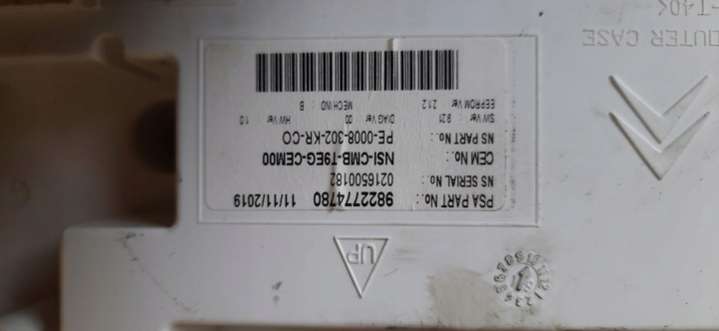 PSA PART No.: 9822774780 11/11/2019
NS SERIAL No.: 0216500182
CEM No.: NSI-CMB-T9EG-CEM00
NS PART No.: PE-0008-302-KR-CO
SW Ver : 9.21 DIAG Ver : 00 HW Ver : 1.0
EEPROM Ver : 2.1.2 MECH IND : B
UP
OUTER CASE